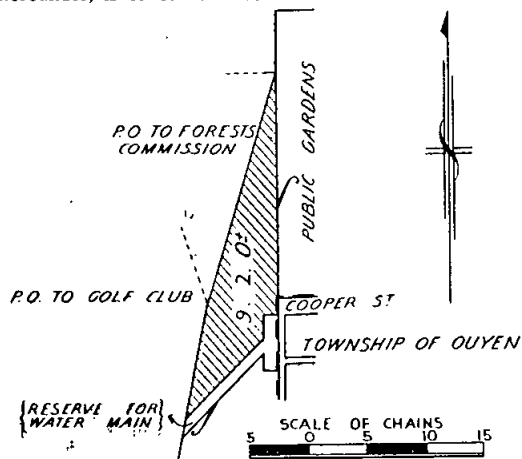 P.O. TO FORESTS
COMMISSION
PUBLIC GARDENS
9. 2. 0±
P.O. TO GOLF CLUB
COOPER ST
TOWNSHIP OF OUYEN
{RESERVE FOR
WATER MAIN}
SCALE OF CHAINS
5 0 5 10 15